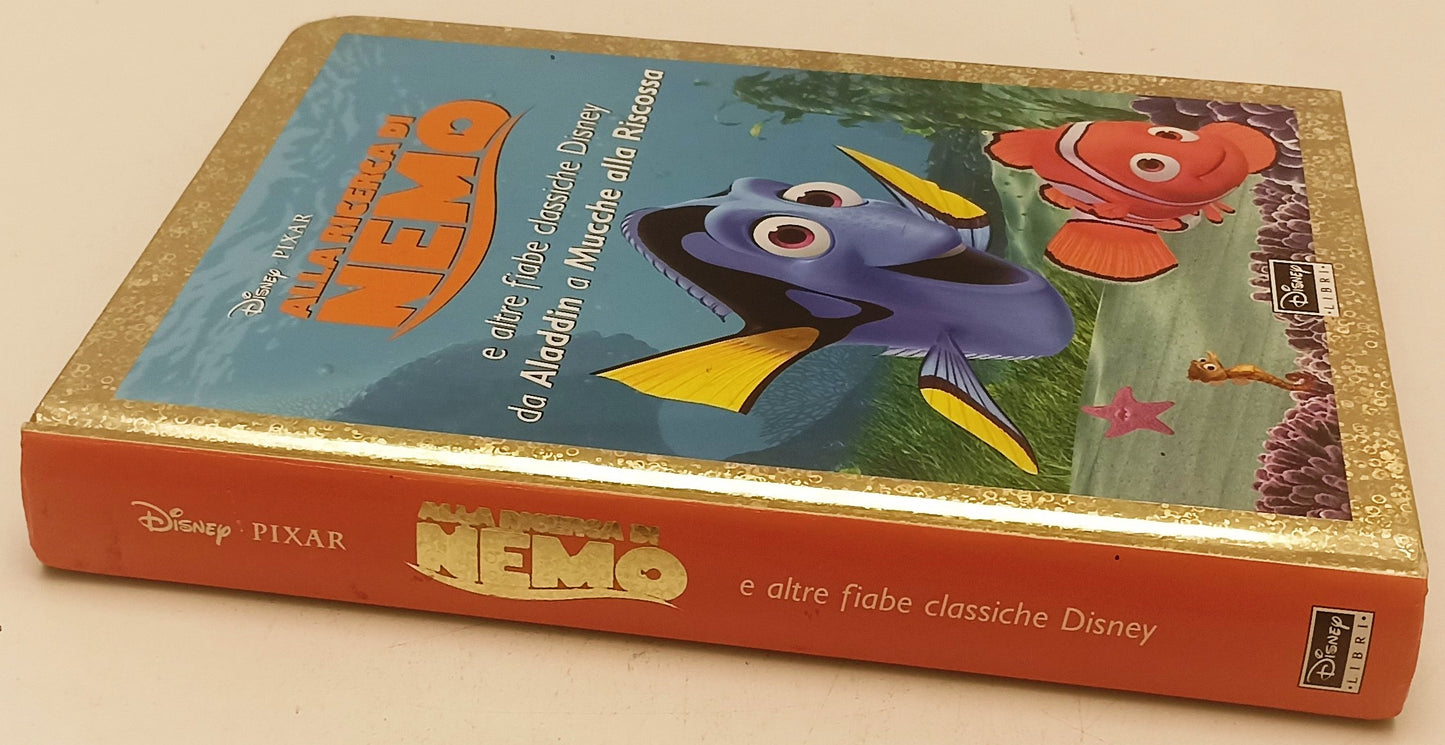 Disney · PIXAR
ALLA RICERCA DI
NEMO
e altre fiabe classiche Disney
da Aladdin a Mucche alla Riscossa
Disney
· LIBRI ·
Disney · PIXAR
ALLA RICERCA DI
NEMO
e altre fiabe classiche Disney
Disney
· LIBRI ·